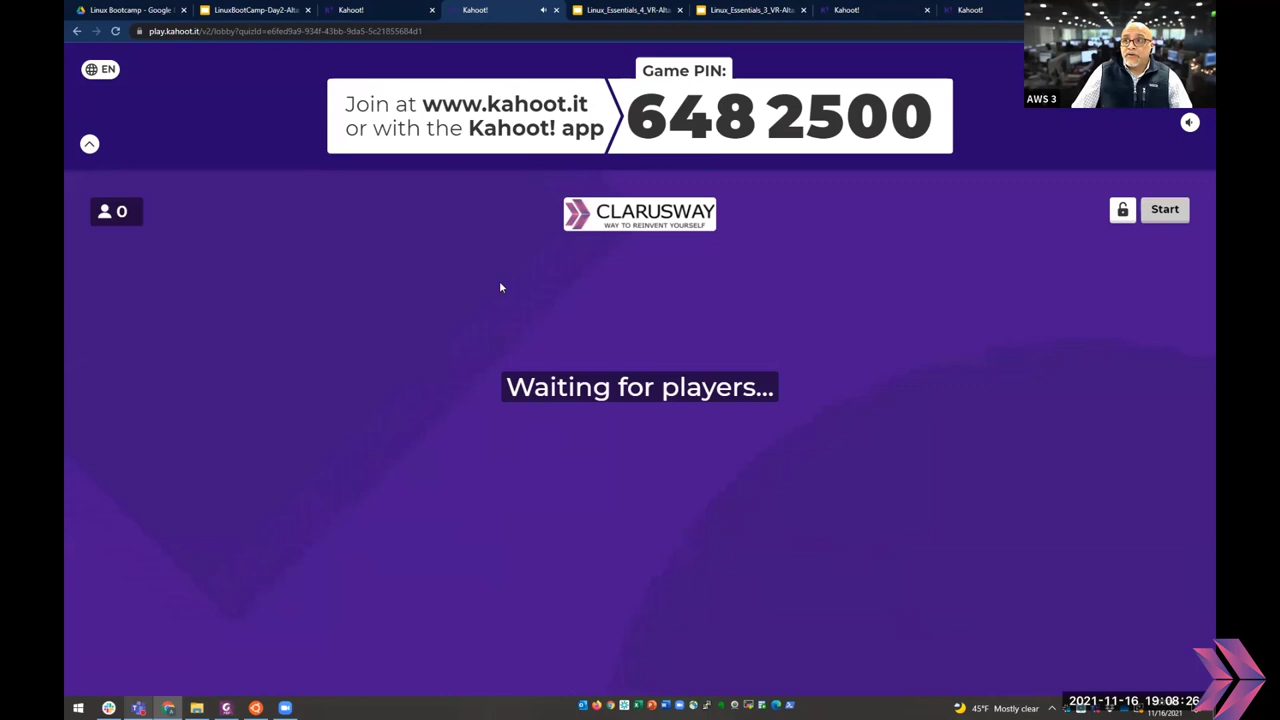 Linux Bootcamp - Google
LinuxBootCamp-Day2-Alta
Kahoot!
Kahoot!
Linux_Essentials_4_VR-Alta
Linux_Essentials_3_VR-Alta
Kahoot!
Kahoot!
play.kahoot.it/v2/lobby?quizId=e6fed9a9-934f-43bb-9da5-5c21855684d1
EN
Join at www.kahoot.it
or with the Kahoot! app
Game PIN:
648 2500
AWS 3
0
CLARUSWAY
WAY TO REINVENT YOURSELF
Start
Waiting for players...
45°F Mostly clear
2021-11-16 19:08:26
11/16/2021